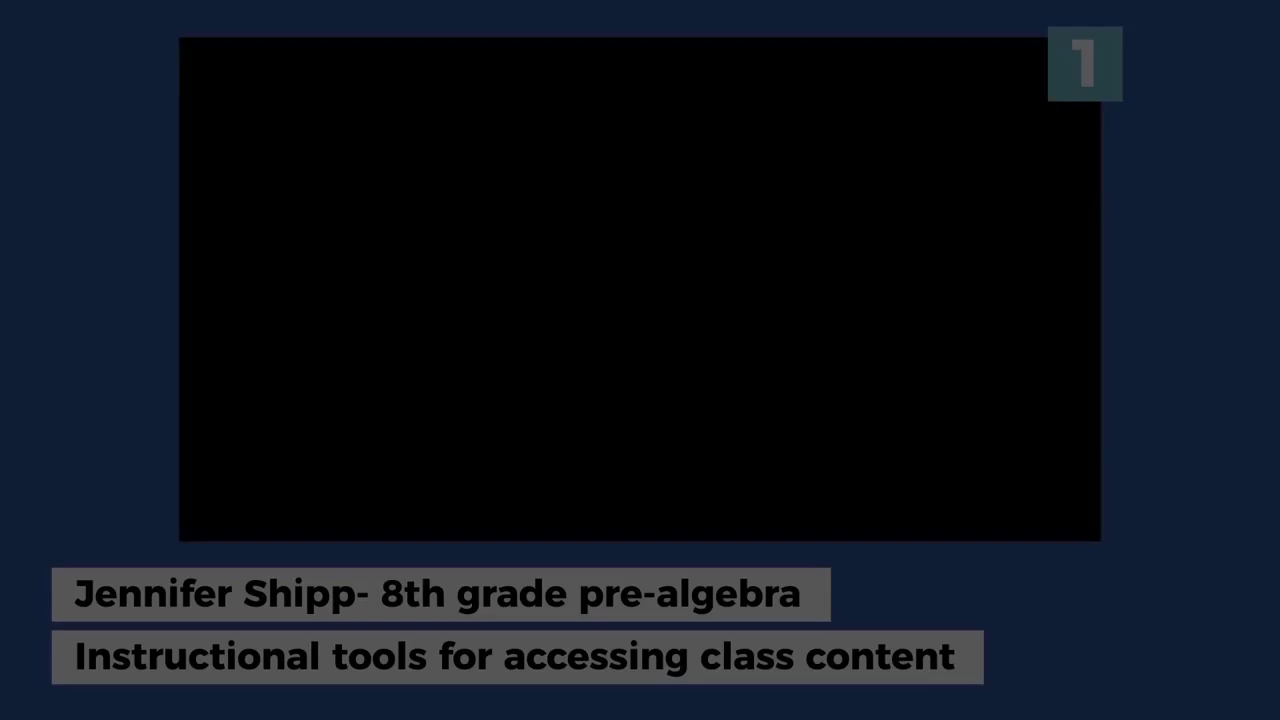 1
Jennifer Shipp- 8th grade pre-algebra
Instructional tools for accessing class content